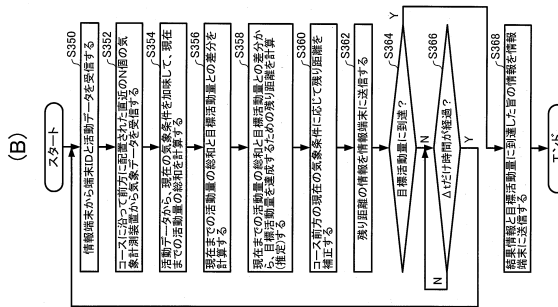 (B)
スタート
S350
情報端末から端末IDと活動データを受信する
S352
コースに沿って前方に配置された直近のN個の気
象計測装置から気象データを受信する
S354
活動データから、現在の気象条件を加味して、現在
までの活動量の総和を計算する
S356
現在までの活動量の総和と目標活動量との差分を
計算する
S358
現在までの活動量の総和と目標活動量との差分か
ら、目標活動量を達成するための残り距離を計算
(推定)する
S360
コース前方の現在の気象条件に応じて残り距離を
補正する
S362
残り距離の情報を情報端末に送信する
S364
目標活動量に到達?
Y
N
S366
Δtだけ時間が経過?
N
Y
S368
結果情報と目標活動量に到達した旨の情報を情報
端末に送信する
エンド